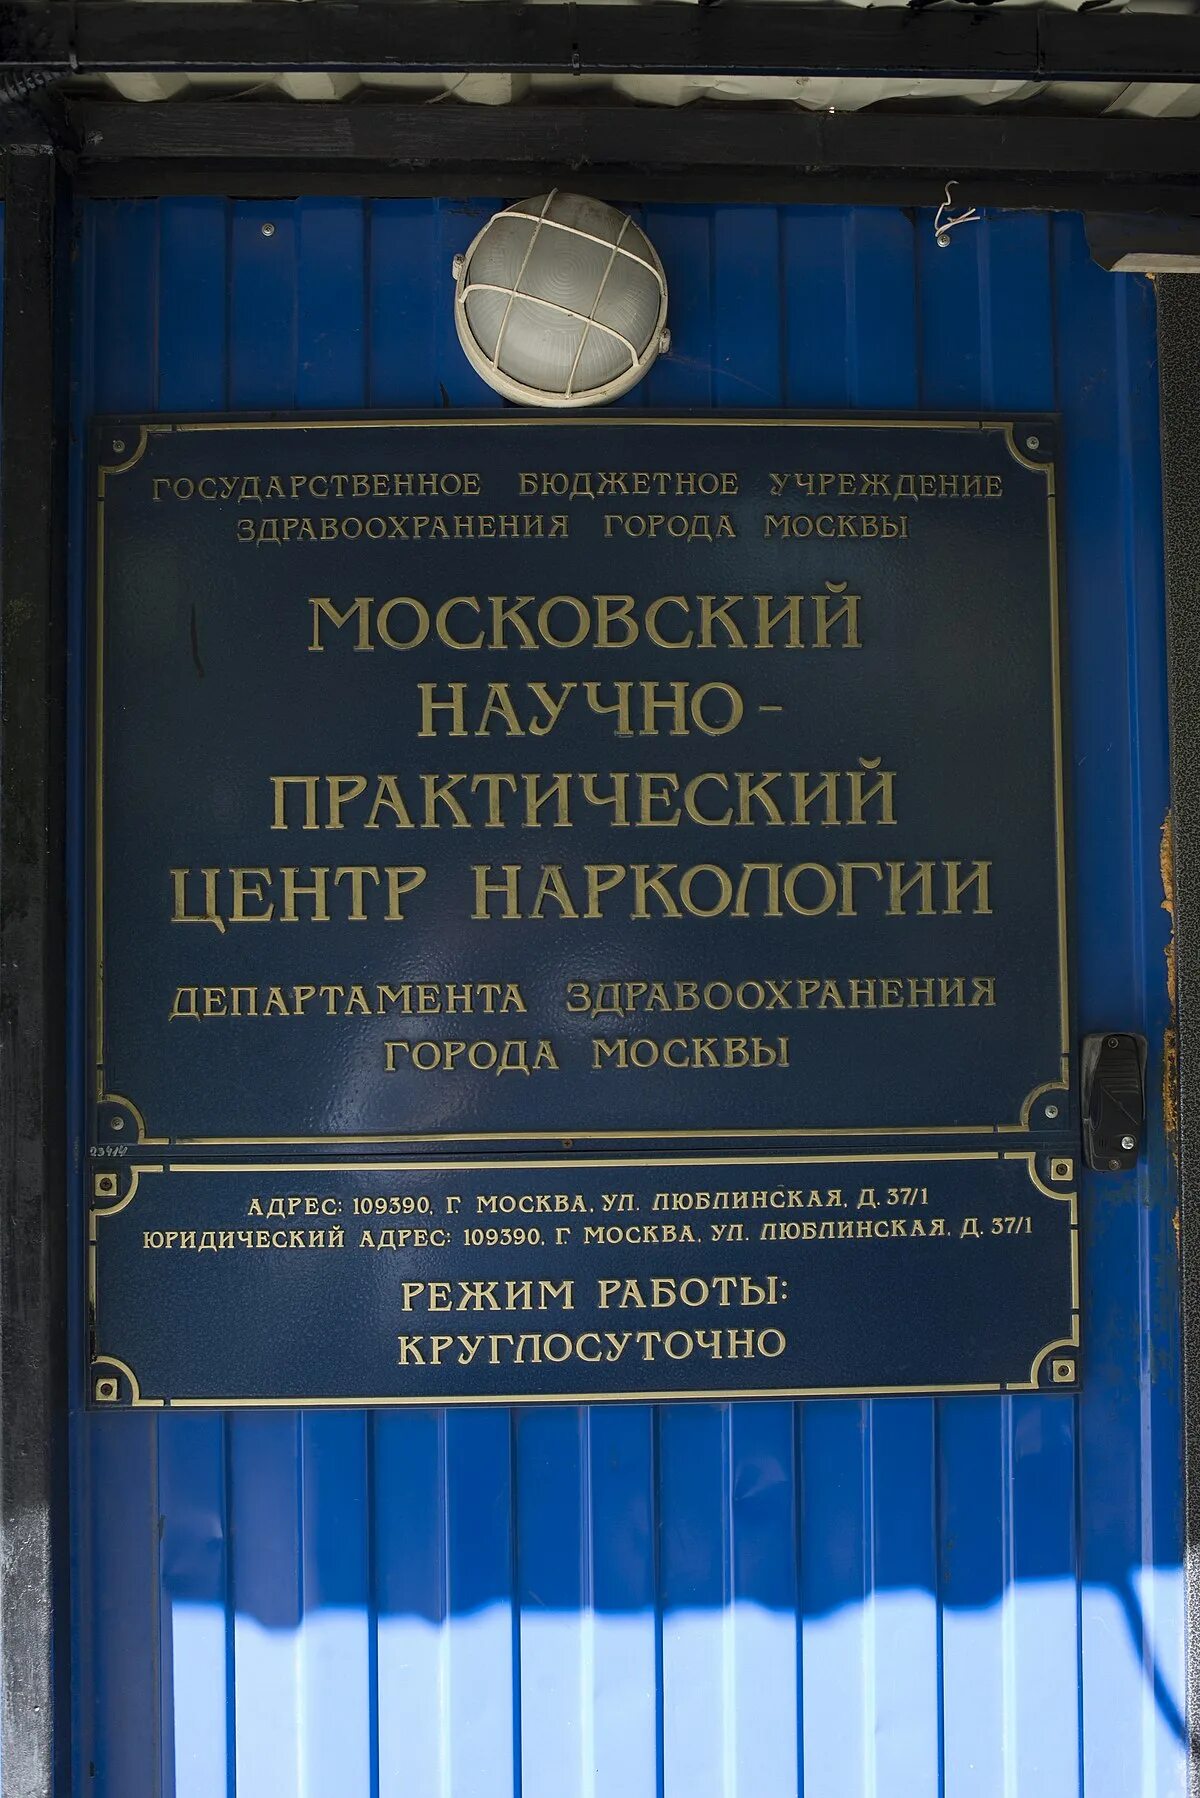 ГОСУДАРСТВЕННОЕ БЮДЖЕТНОЕ УЧРЕЖДЕНИЕ
ЗДРАВООХРАНЕНИЯ ГОРОДА МОСКВЫ
МОСКОВСКИЙ
НАУЧНО-
ПРАКТИЧЕСКИЙ
ЦЕНТР НАРКОЛОГИИ
ДЕПАРТАМЕНТА ЗДРАВООХРАНЕНИЯ
ГОРОДА МОСКВЫ
АДРЕС: 109390, Г. МОСКВА, УЛ. ЛЮБЛИНСКАЯ, Д. 37/1
ЮРИДИЧЕСКИЙ АДРЕС: 109390, Г. МОСКВА, УЛ. ЛЮБЛИНСКАЯ, Д. 37/1
РЕЖИМ РАБОТЫ:
КРУГЛОСУТОЧНО